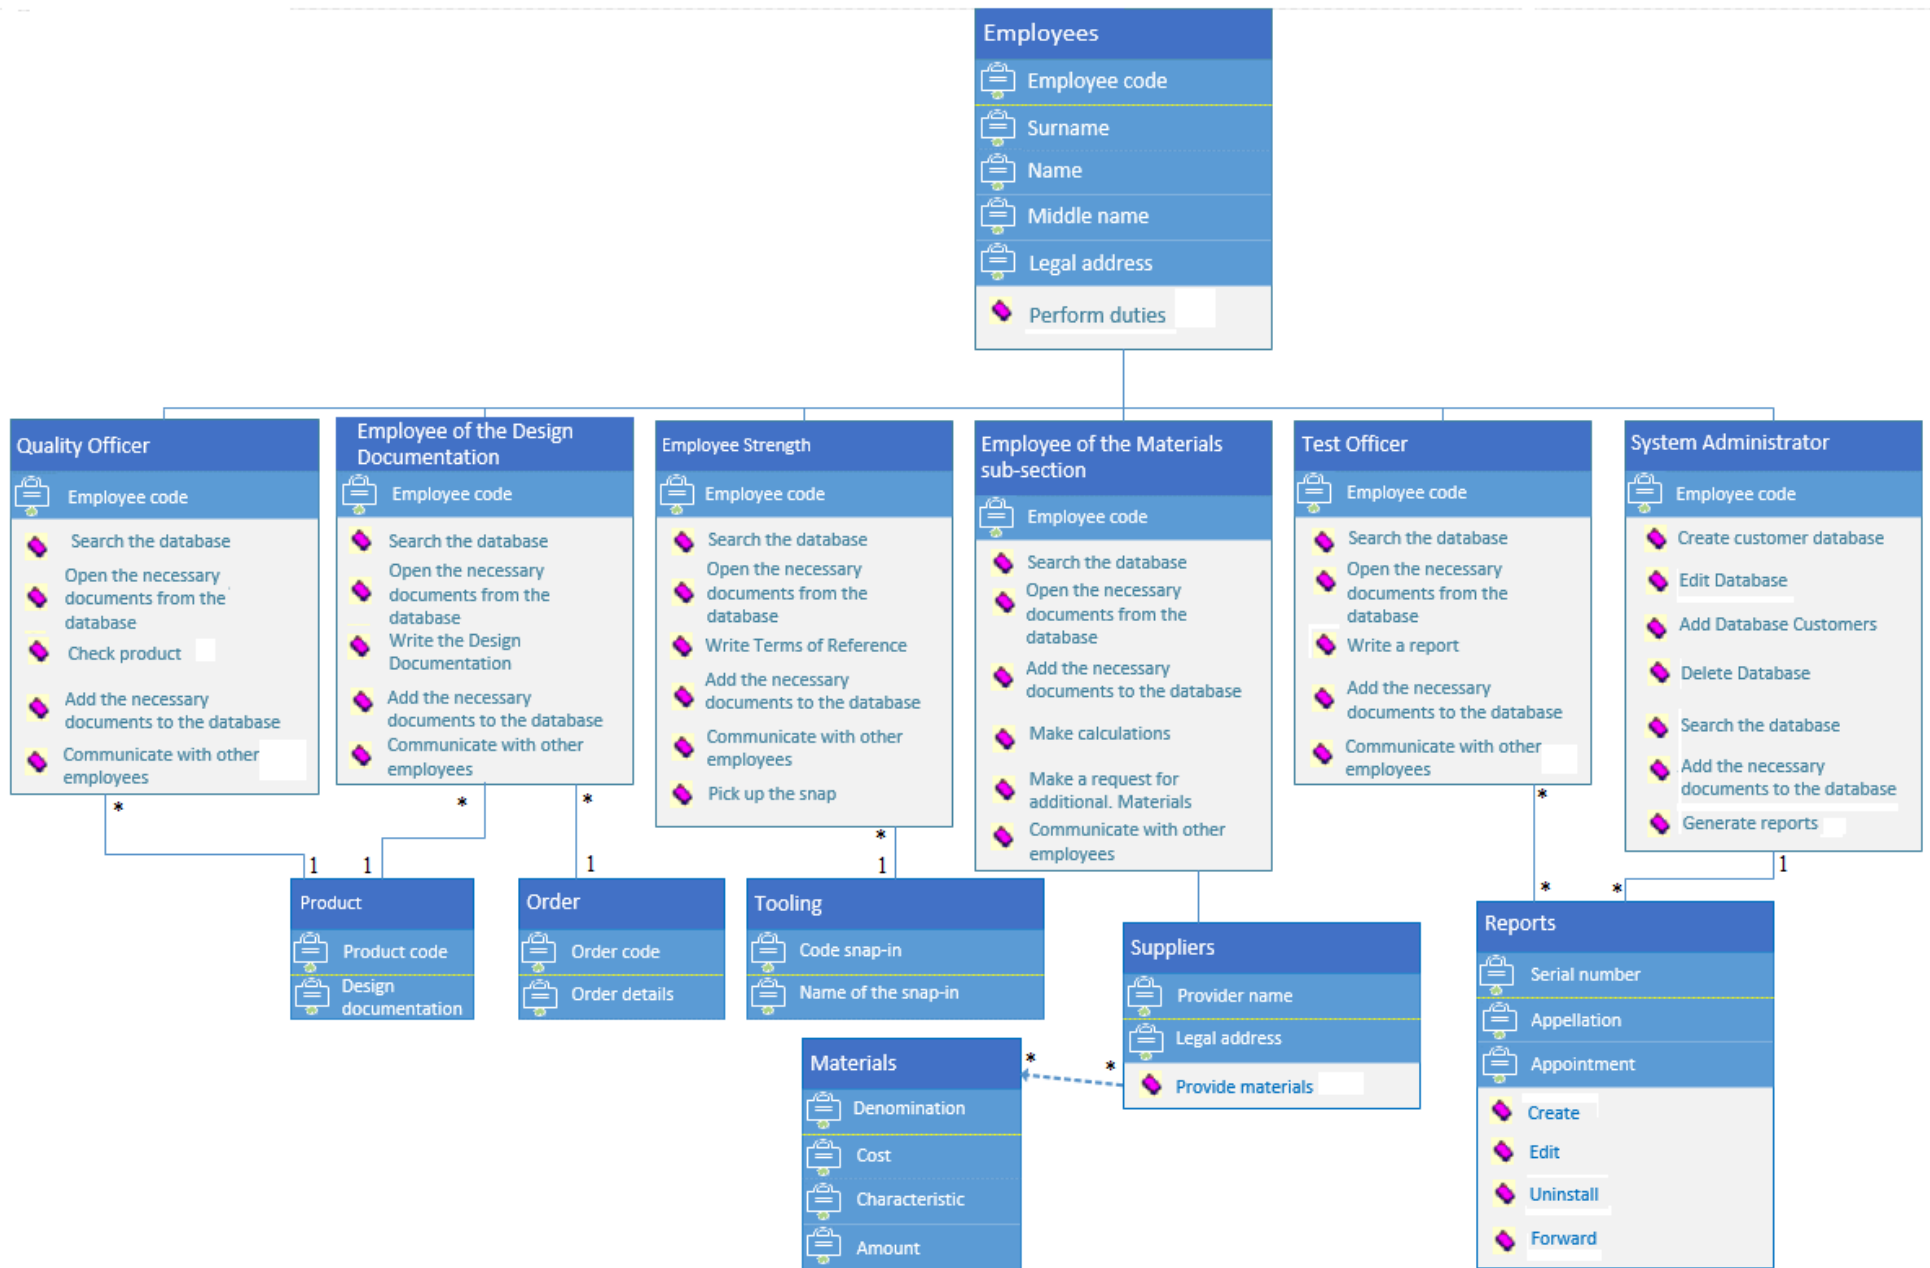 Employees
Employee code
Surname
Name
Middle name
Legal address
Perform duties
Quality Officer
Employee code
Search the database
Open the necessary
documents from the
database
Check product
Add the necessary
documents to the database
Communicate with other
employees
*
Employee of the Design
Documentation
Employee code
Search the database
Open the necessary
documents from the
database
Write the Design
Documentation
Add the necessary
documents to the database
Communicate with other
employees
*
*
Employee Strength
Employee code
Search the database
Open the necessary
documents from the
database
Write Terms of Reference
Add the necessary
documents to the database
Communicate with other
employees
Pick up the snap
*
Employee of the Materials
sub-section
Employee code
Search the database
Open the necessary
documents from the
database
Add the necessary
documents to the database
Make calculations
Make a request for
additional. Materials
Communicate with other
employees
Test Officer
Employee code
Search the database
Open the necessary
documents from the
database
Write a report
Add the necessary
documents to the database
Communicate with other
employees
*
System Administrator
Employee code
Create customer database
Edit Database
Add Database Customers
Delete Database
Search the database
Add the necessary
documents to the database
Generate reports
1
1
1
Product
Product code
Design
documentation
1
Order
Order code
Order details
1
Tooling
Code snap-in
Name of the snap-in
Suppliers
Provider name
Legal address
Provide materials
*
*
Materials
Denomination
Cost
Characteristic
Amount
*
*
Reports
Serial number
Appellation
Appointment
Create
Edit
Uninstall
Forward